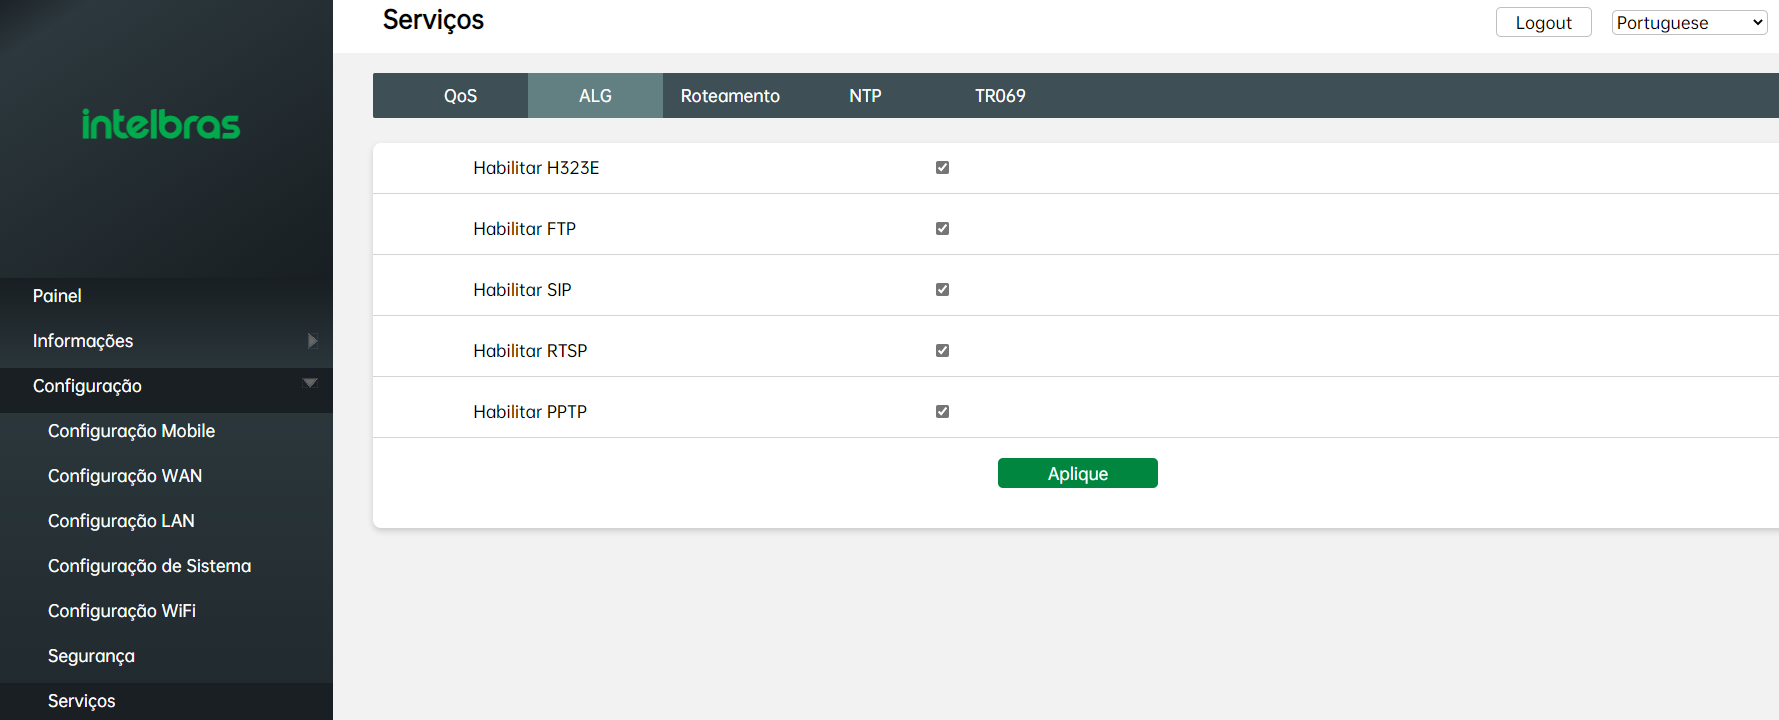 Serviços
Logout
Portuguese
intelbras
QoS
ALG
Roteamento
NTP
TR069
Habilitar H323E
Habilitar FTP
Habilitar SIP
Habilitar RTSP
Habilitar PPTP
Aplique
Painel
Informações
Configuração
Configuração Mobile
Configuração WAN
Configuração LAN
Configuração de Sistema
Configuração WiFi
Segurança
Serviços